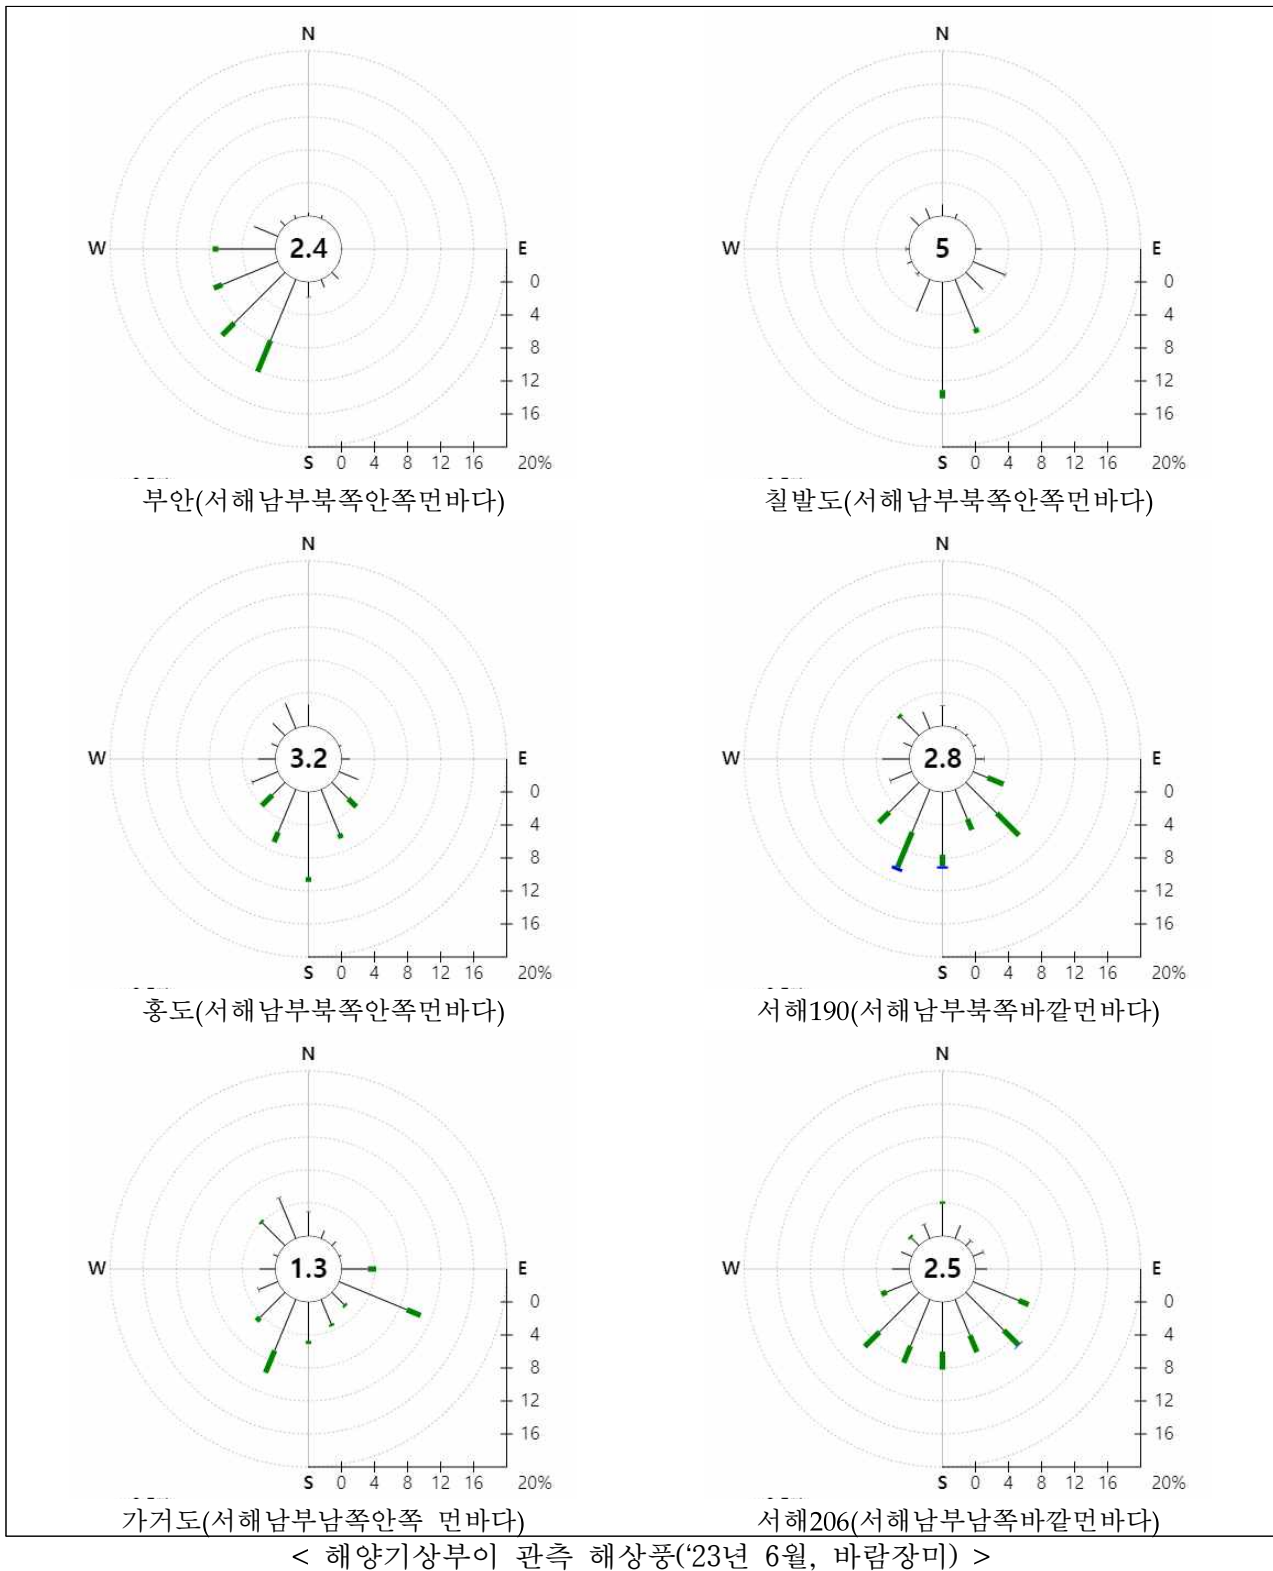 N
N
W
2.4
E
W
5
E
0
0
4
4
8
8
12
12
16
16
S 0 4 8 12 16 20%
S 0 4 8 12 16 20%
부안(서해남부북쪽안쪽먼바다)
칠발도(서해남부북쪽안쪽먼바다)
N
N
W
3.2
E
W
2.8
E
0
0
4
4
8
8
12
12
16
16
S 0 4 8 12 16 20%
S 0 4 8 12 16 20%
홍도(서해남부북쪽안쪽먼바다)
서해190(서해남부북쪽바깥먼바다)
N
N
W
1.3
E
W
2.5
E
0
0
4
4
8
8
12
12
16
16
S 0 4 8 12 16 20%
S 0 4 8 12 16 20%
가거도(서해남부남쪽안쪽 먼바다)
서해206(서해남부남쪽바깥먼바다)
< 해양기상부이 관측 해상풍(‘23년 6월, 바람장미) >